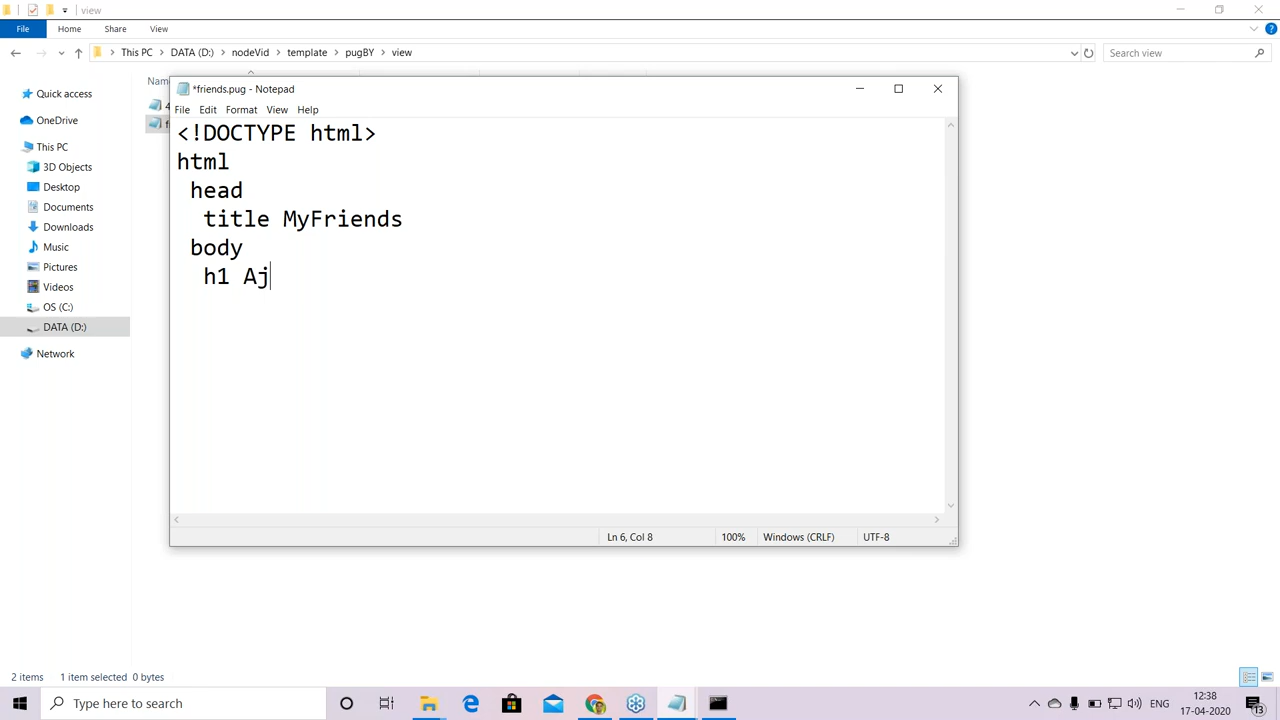 view
File Home Share View
This PC DATA (D:) nodeVid template pugBY view
Search view
Quick access
OneDrive
This PC
3D Objects
Desktop
Documents
Downloads
Music
Pictures
Videos
OS (C:)
DATA (D:)
Network
*friends.pug - Notepad
File Edit Format View Help
<!DOCTYPE html>
html
head
title MyFriends
body
h1 Aj
Ln 6, Col 8 100% Windows (CRLF) UTF-8
2 items 1 item selected 0 bytes
Type here to search
ENG
12:38
17-04-2020
13